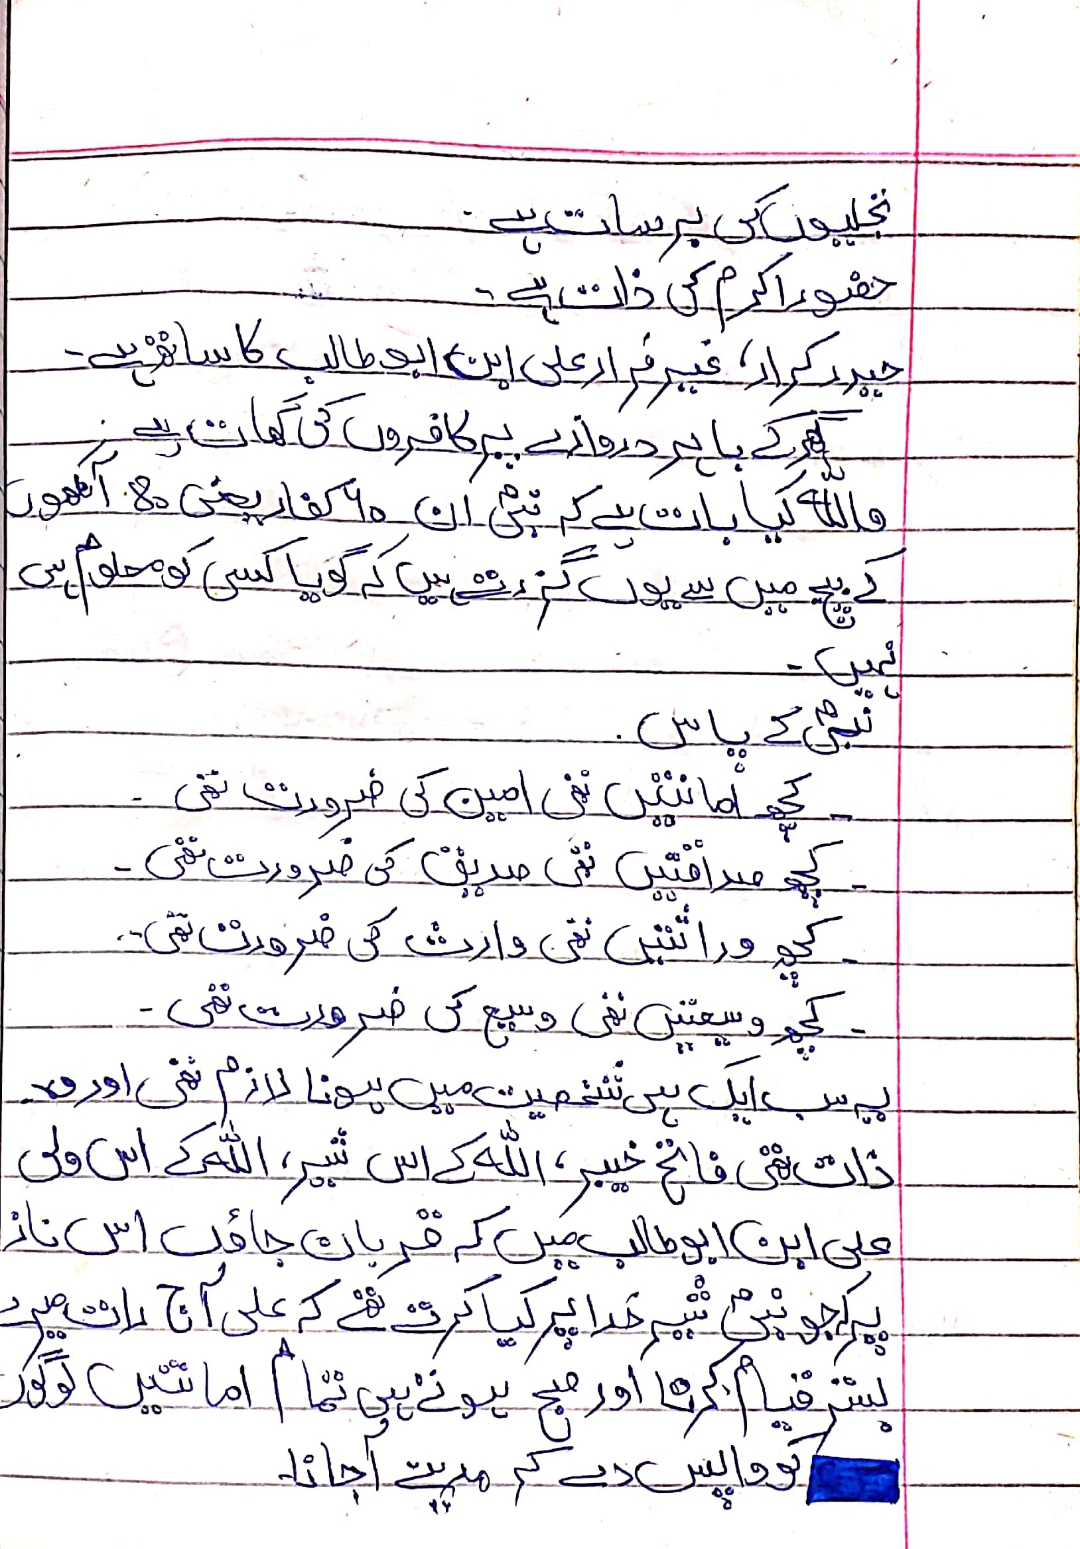 تجلیوں کی برسات ہے۔
حضور اکرمؐ کی ذات ہے۔
حیدر کرار، غیر فرار علی ابن ابو طالب کا ساتھ ہے۔
گھر کے باہر دروازے پر کافروں کی گھات ہے۔
واللہ کیا بات ہے کہ نبیؐ ان ۴۰ کفار یعنی 80 آنکھوں
کے بیچ میں سے یوں گزرتے ہیں کہ گویا کسی کو معلوم ہی
نہیں۔
نبیؐ کے پاس۔
- کچھ امانتیں تھی امین کی ضرورت تھی۔
- کچھ صداقتیں تھی صدیق کی ضرورت تھی۔
- کچھ وراثتیں تھی وارث کی ضرورت تھی۔
- کچھ وسیعتیں تھی وسیع کی ضرورت تھی۔
یہ سب ایک ہی شخصیت میں ہونا لازم تھی اور وہ
ذات تھی فاتح خیبر، اللہ کے اس شیر، اللہ کے اس ولی
علی ابن ابو طالب میں کہ قربان جاؤں اس ناز
پر جو نبیؐ شیر خدا پر کیا کرتے تھے کہ علی آج رات میرے
بستر قیام کرنا اور صبح ہوتے ہی تمام امانتیں لوگوں
کو واپس دے کر مدینے آجانا۔